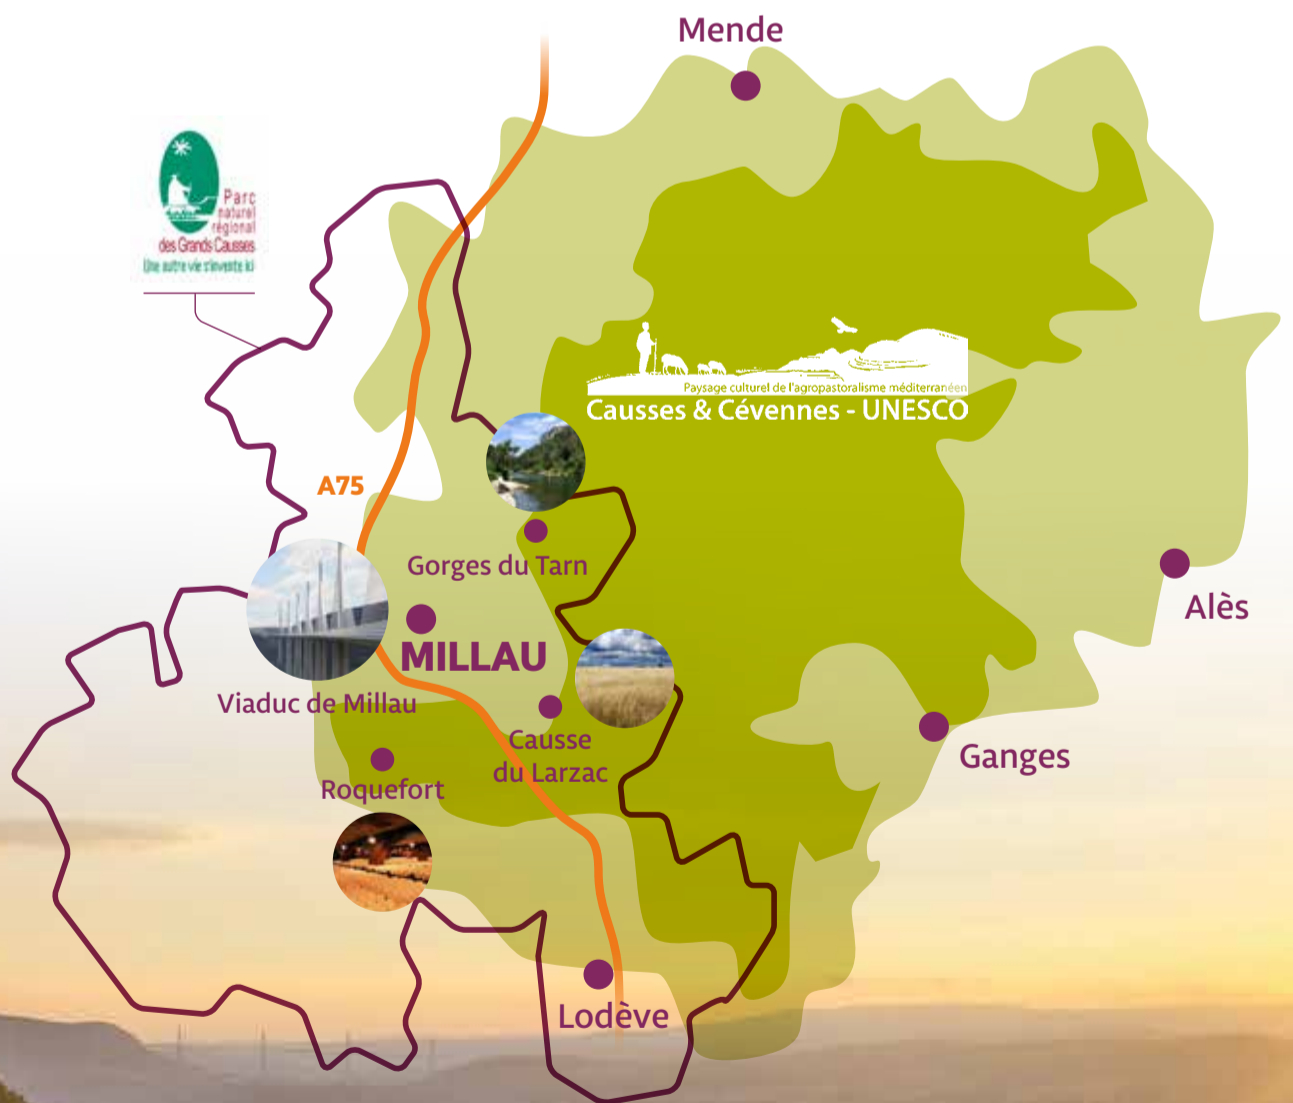 Mende
Parc
naturel
régional
des Grands Causses
Une autre vie s'invente ici
Paysage culturel de l'agropastoralisme méditerranéen
Causses & Cévennes - UNESCO
A75
Gorges du Tarn
Alès
MILLAU
Viaduc de Millau
Causse
du Larzac
Ganges
Roquefort
Lodève